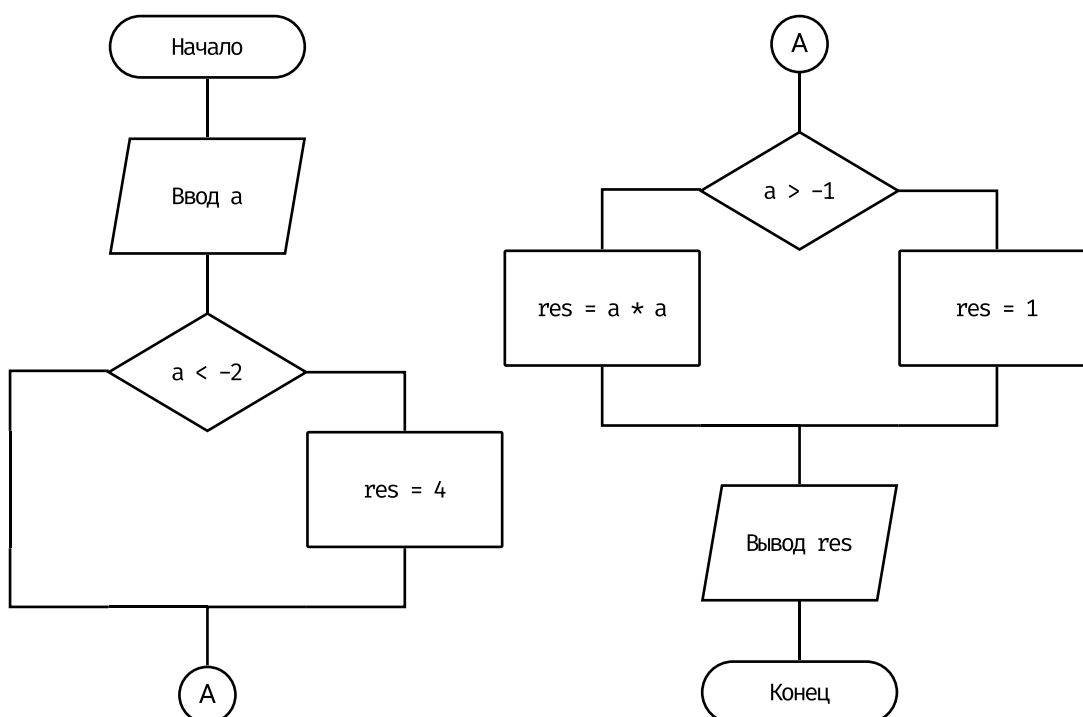 Начало
Ввод a
a < -2
res = 4
A
A
a > -1
res = a * a
res = 1
Вывод res
Конец